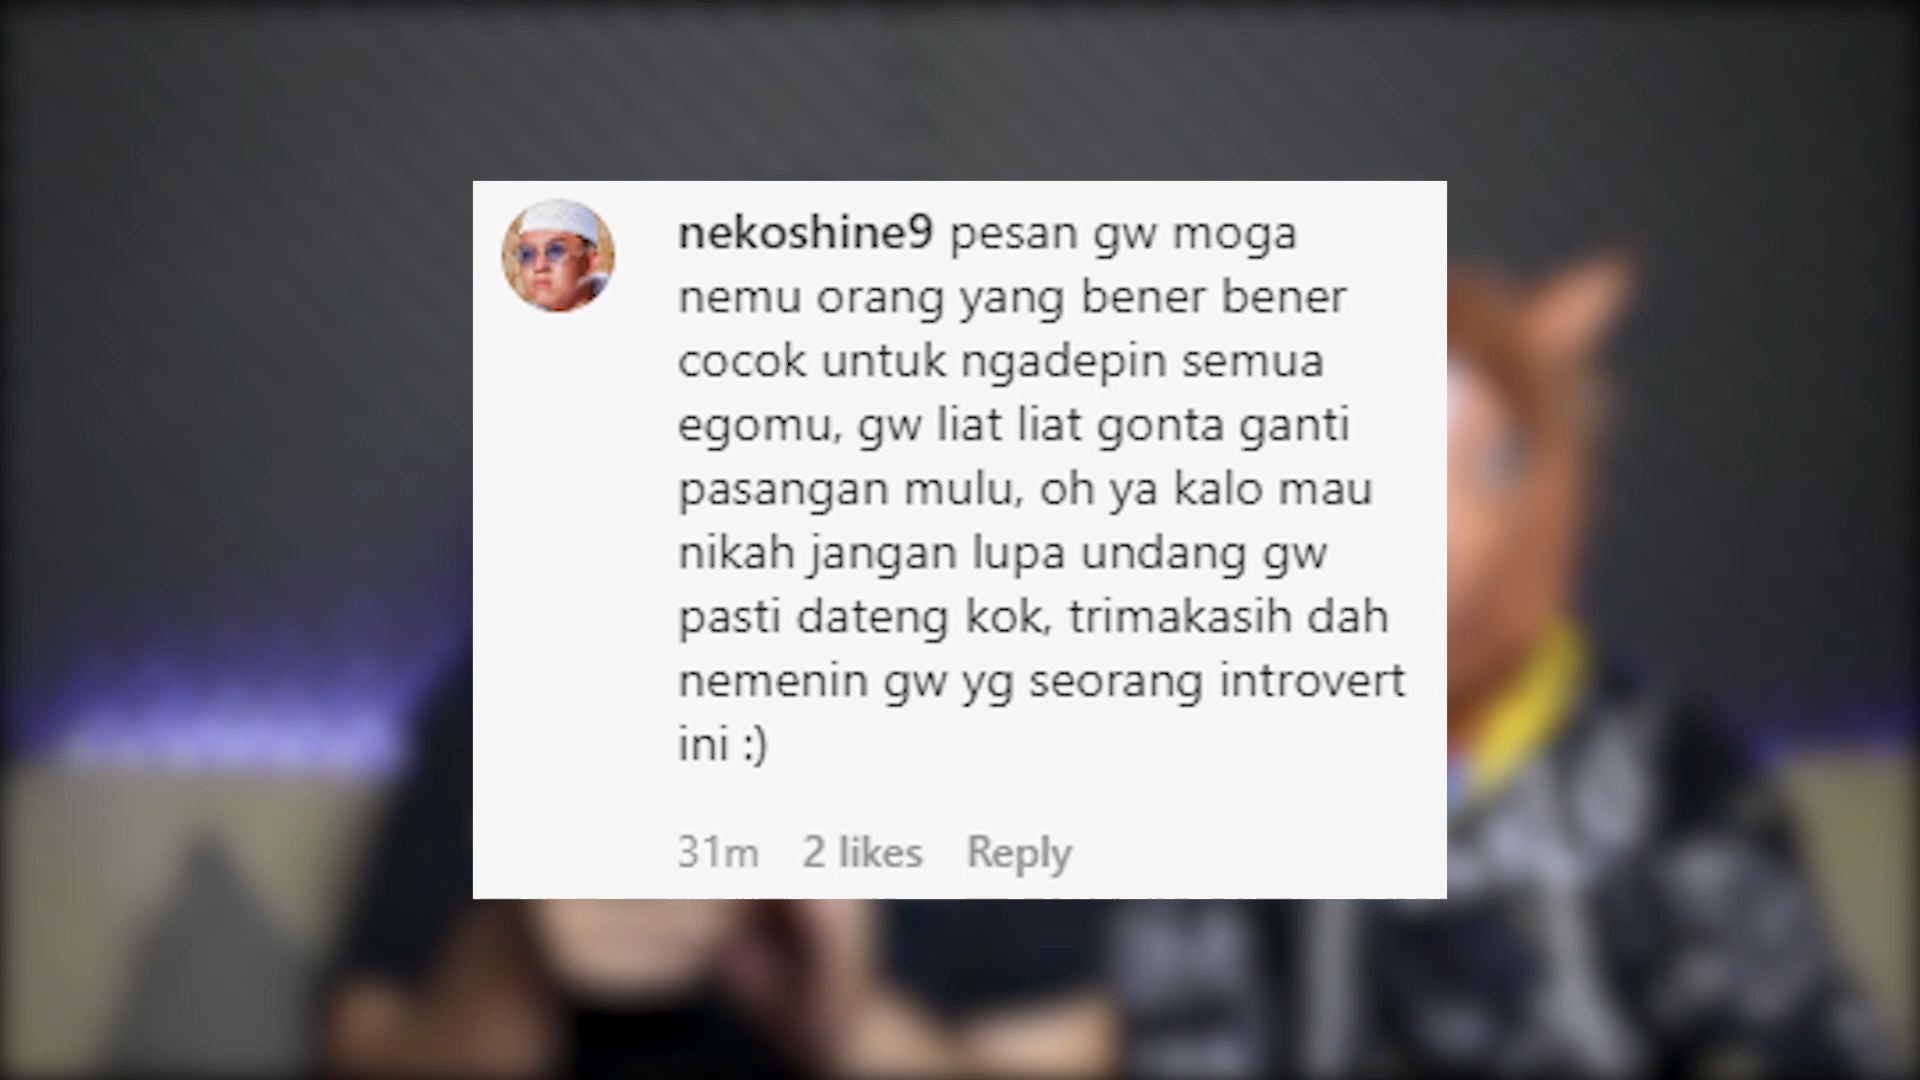 nekoshine9 pesan gw moga
nemu orang yang bener bener
cocok untuk ngadepin semua
egomu, gw liat liat gonta ganti
pasangan mulu, oh ya kalo mau
nikah jangan lupa undang gw
pasti dateng kok, trimakasih dah
nemenin gw yg seorang introvert
ini :)
31m 2 likes Reply